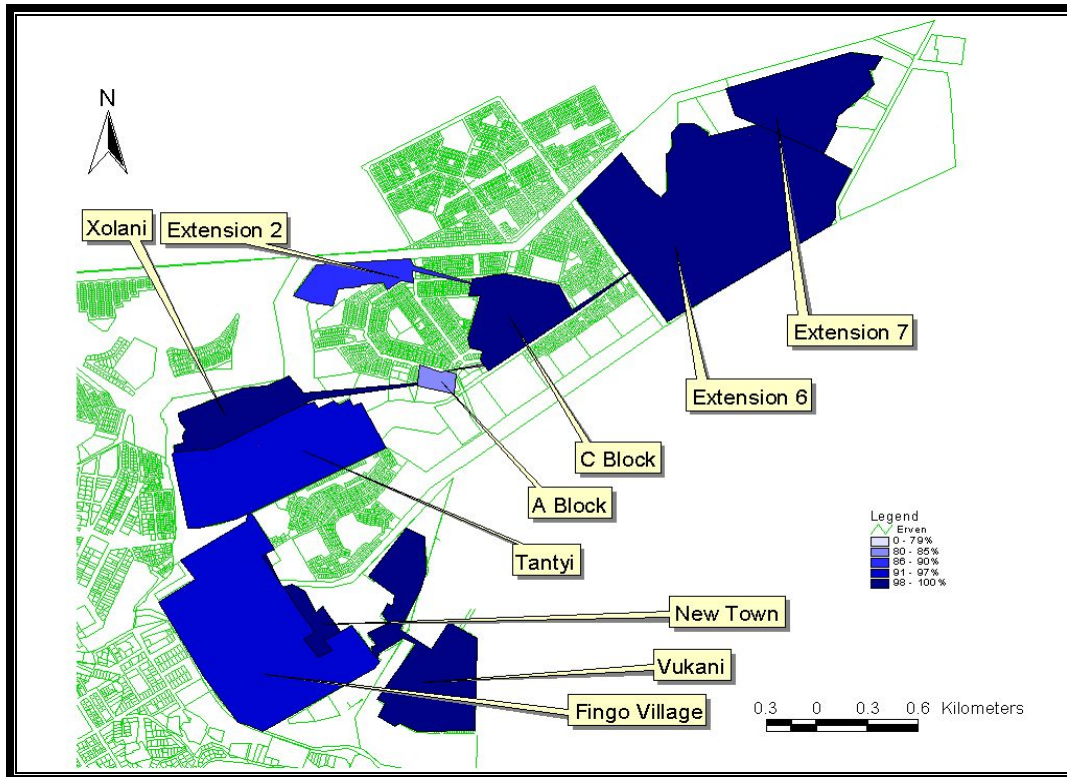 N
Xolani
Extension 2
Extension 7
Extension 6
C Block
A Block
Tantyi
New Town
Vukani
Fingo Village
Legend
Erven
0 - 79%
80 - 85%
86 - 90%
91 - 97%
98 - 100%
0.3 0 0.3 0.6 Kilometers